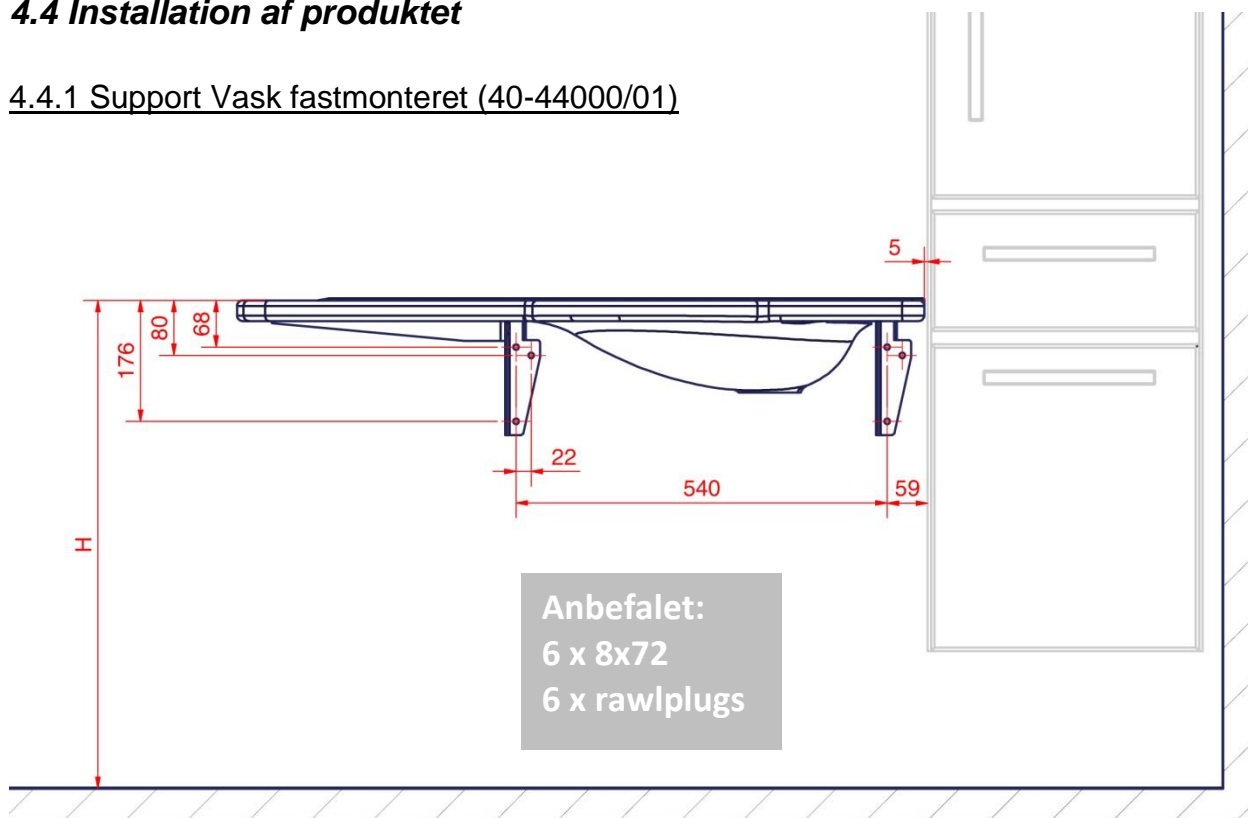 4.4 Installation af produktet
4.4.1 Support Vask fastmonteret (40-44000/01)
5
68
80
176
22
540
59
H
Anbefalet:
6 x 8x72
6 x rawlplugs